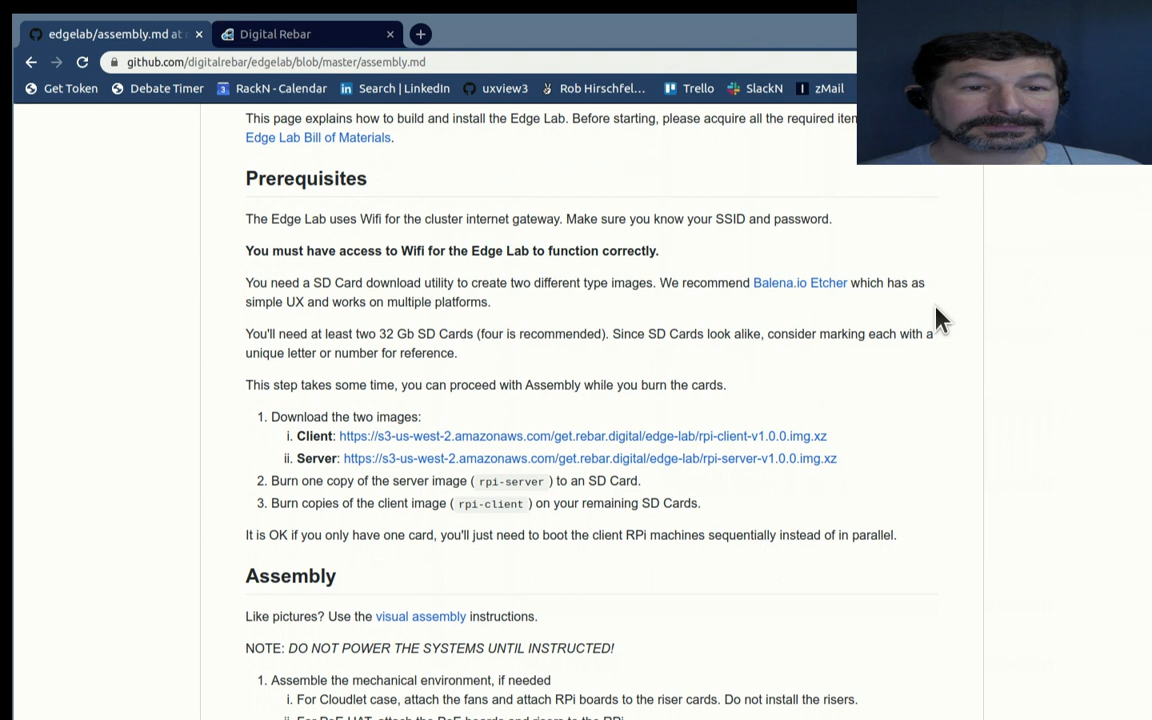 edgelab/assembly.md at
Digital Rebar
github.com/digitalrebar/edgelab/blob/master/assembly.md
Get Token
Debate Timer
RackN - Calendar
Search | LinkedIn
uxview3
Rob Hirschfel...
Trello
SlackN
zMail
This page explains how to build and install the Edge Lab. Before starting, please acquire all the required
Edge Lab Bill of Materials.
Prerequisites
The Edge Lab uses Wifi for the cluster internet gateway. Make sure you know your SSID and password.
You must have access to Wifi for the Edge Lab to function correctly.
You need a SD Card download utility to create two different type images. We recommend Balena.io Etcher which has as
simple UX and works on multiple platforms.
You'll need at least two 32 Gb SD Cards (four is recommended). Since SD Cards look alike, consider marking each with a
unique letter or number for reference.
This step takes some time, you can proceed with Assembly while you burn the cards.
1. Download the two images:
i. Client: https://s3-us-west-2.amazonaws.com/get.rebar.digital/edge-lab/rpi-client-v1.0.0.img.xz
ii. Server: https://s3-us-west-2.amazonaws.com/get.rebar.digital/edge-lab/rpi-server-v1.0.0.img.xz
2. Burn one copy of the server image ( rpi-server ) to an SD Card.
3. Burn copies of the client image ( rpi-client ) on your remaining SD Cards.
It is OK if you only have one card, you'll just need to boot the client RPi machines sequentially instead of in parallel.
Assembly
Like pictures? Use the visual assembly instructions.
NOTE: DO NOT POWER THE SYSTEMS UNTIL INSTRUCTED!
1. Assemble the mechanical environment, if needed
i. For Cloudlet case, attach the fans and attach RPi boards to the riser cards. Do not install the risers.
ii. For PoE HAT, attach the PoE boards and risers to the RPi